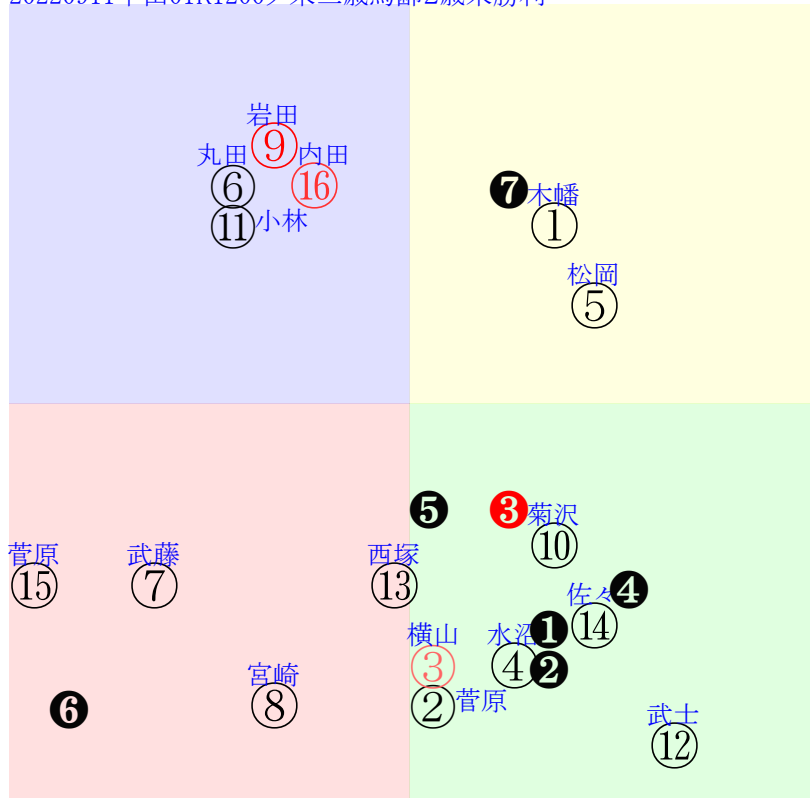 岩田
⑨
丸田
内田
⑥
⑯
⑪
小林
❼
木幡
①
松岡
⑤
❺
❸
菊沢
⑩
菅原
⑮
武藤
⑦
西塚
⑬
佐々
❹
⑭
横山
③
水沼
❶
④
❷
宮崎
⑧
②
菅原
❻
武士
⑫